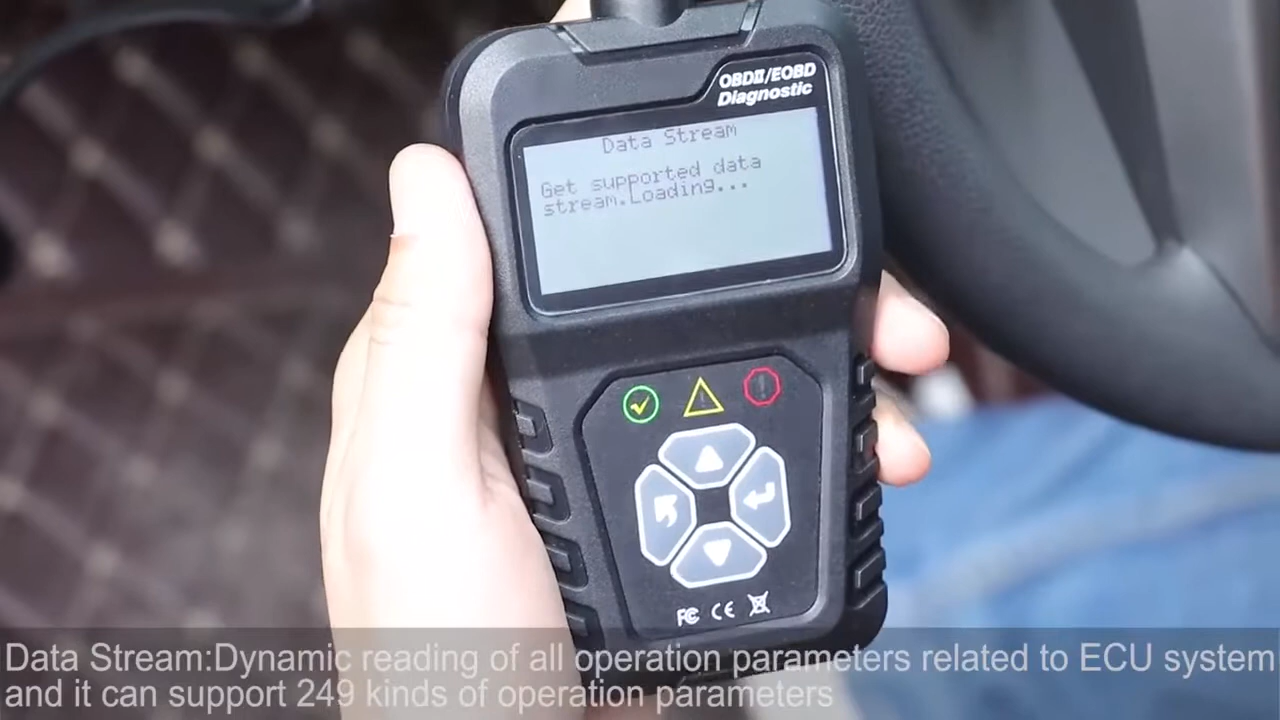 OBDII/EOBD
Diagnostic
Data Stream
Get supported data
stream.Loading...
FC CE
Data Stream:Dynamic reading of all operation parameters related to ECU system
and it can support 249 kinds of operation parameters